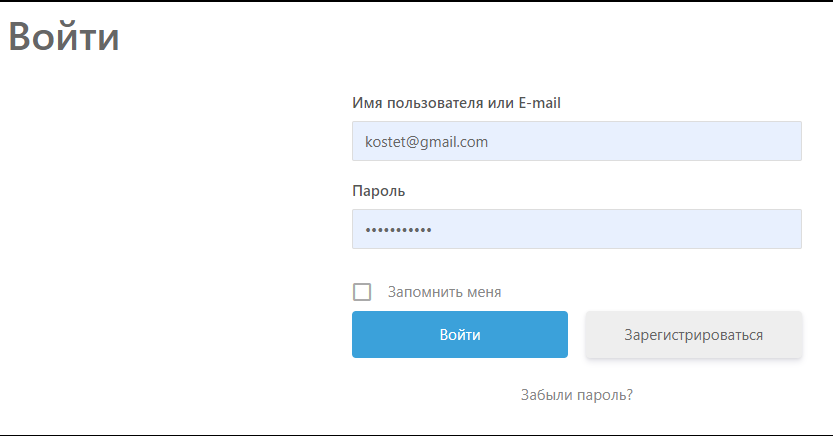 Войти
Имя пользователя или E-mail
kostet@gmail.com
Пароль
•••••••••••
Запомнить меня
Войти
Зарегистрироваться
Забыли пароль?